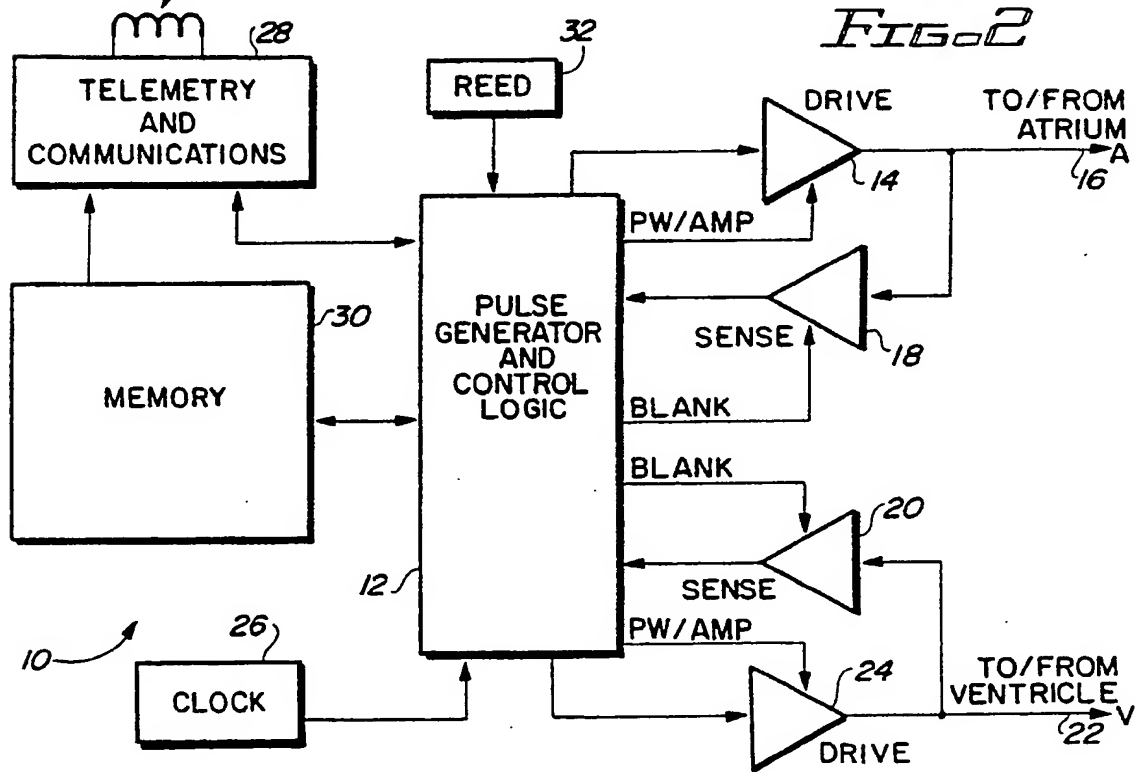 FIG. 2
28
TELEMETRY
AND
COMMUNICATIONS
32
REED
DRIVE
14
TO/FROM
ATRIUM
A
16
PW/AMP
SENSE
18
BLANK
30
MEMORY
PULSE
GENERATOR
AND
CONTROL
LOGIC
12
BLANK
20
SENSE
PW/AMP
10
26
CLOCK
24
DRIVE
TO/FROM
VENTRICLE
V
22